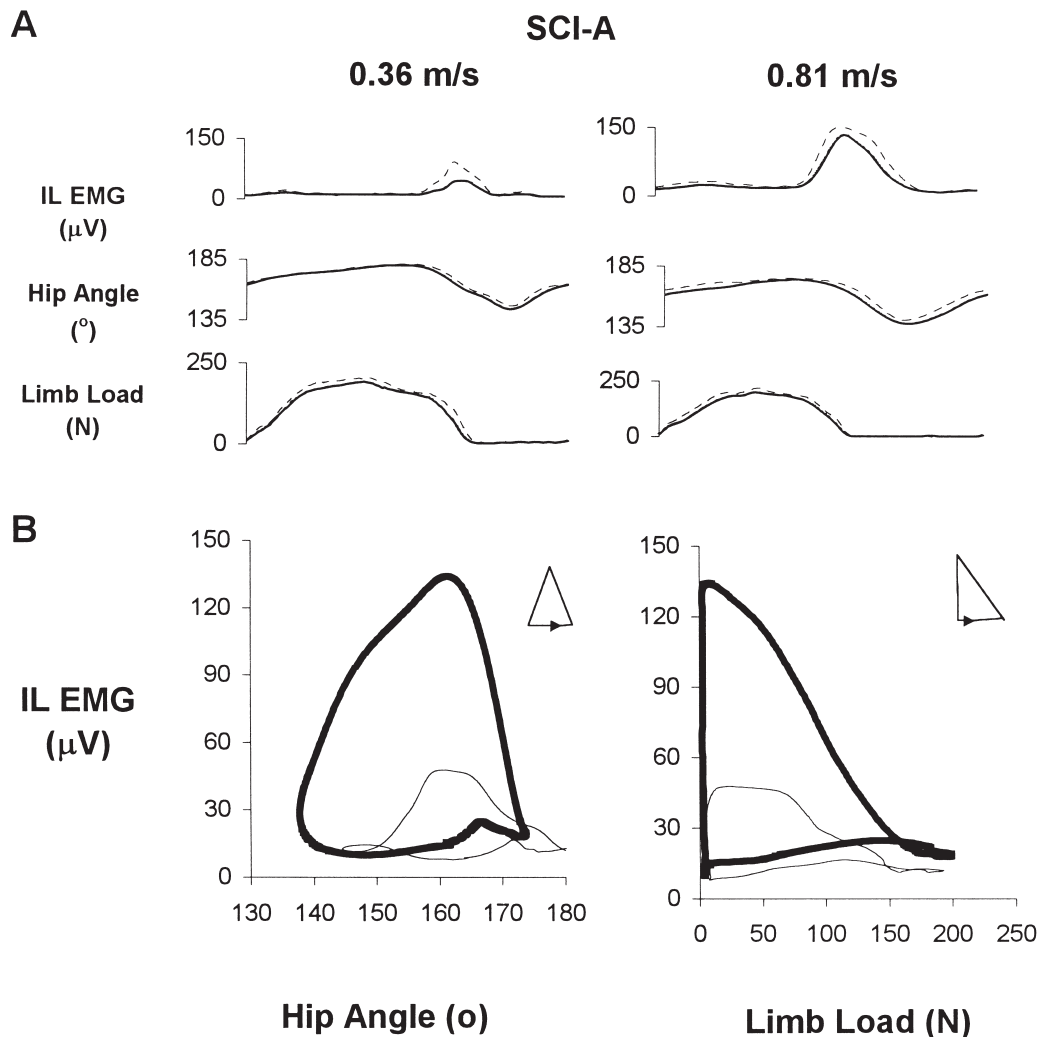 A
SCI-A
0.36 m/s
0.81 m/s
150
0
IL EMG
(μV)
150
0
185
135
Hip Angle
(o)
185
135
250
0
Limb Load
(N)
250
0
B
IL EMG
(μV)
150
120
90
60
30
0
130 140 150 160 170 180
Hip Angle (o)
150
120
90
60
30
0
0 50 100 150 200 250
Limb Load (N)